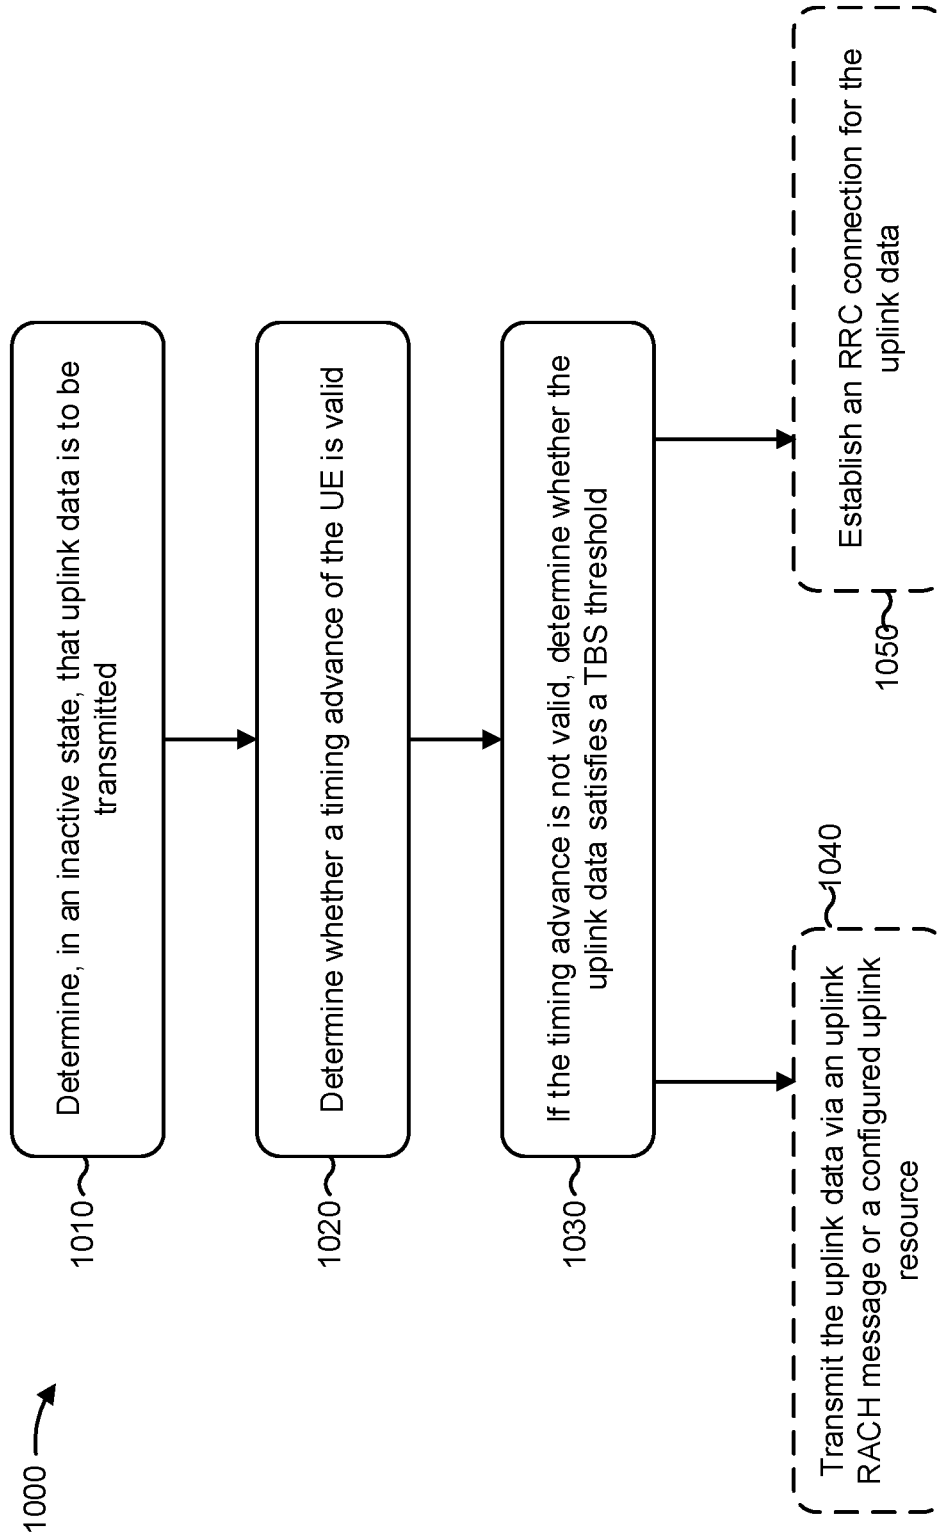 1000
1010
Determine, in an inactive state, that uplink data is to be
transmitted
1020
Determine whether a timing advance of the UE is valid
1030
If the timing advance is not valid, determine whether the
uplink data satisfies a TBS threshold
1040
Transmit the uplink data via an uplink
RACH message or a configured uplink
resource
1050
Establish an RRC connection for the
uplink data